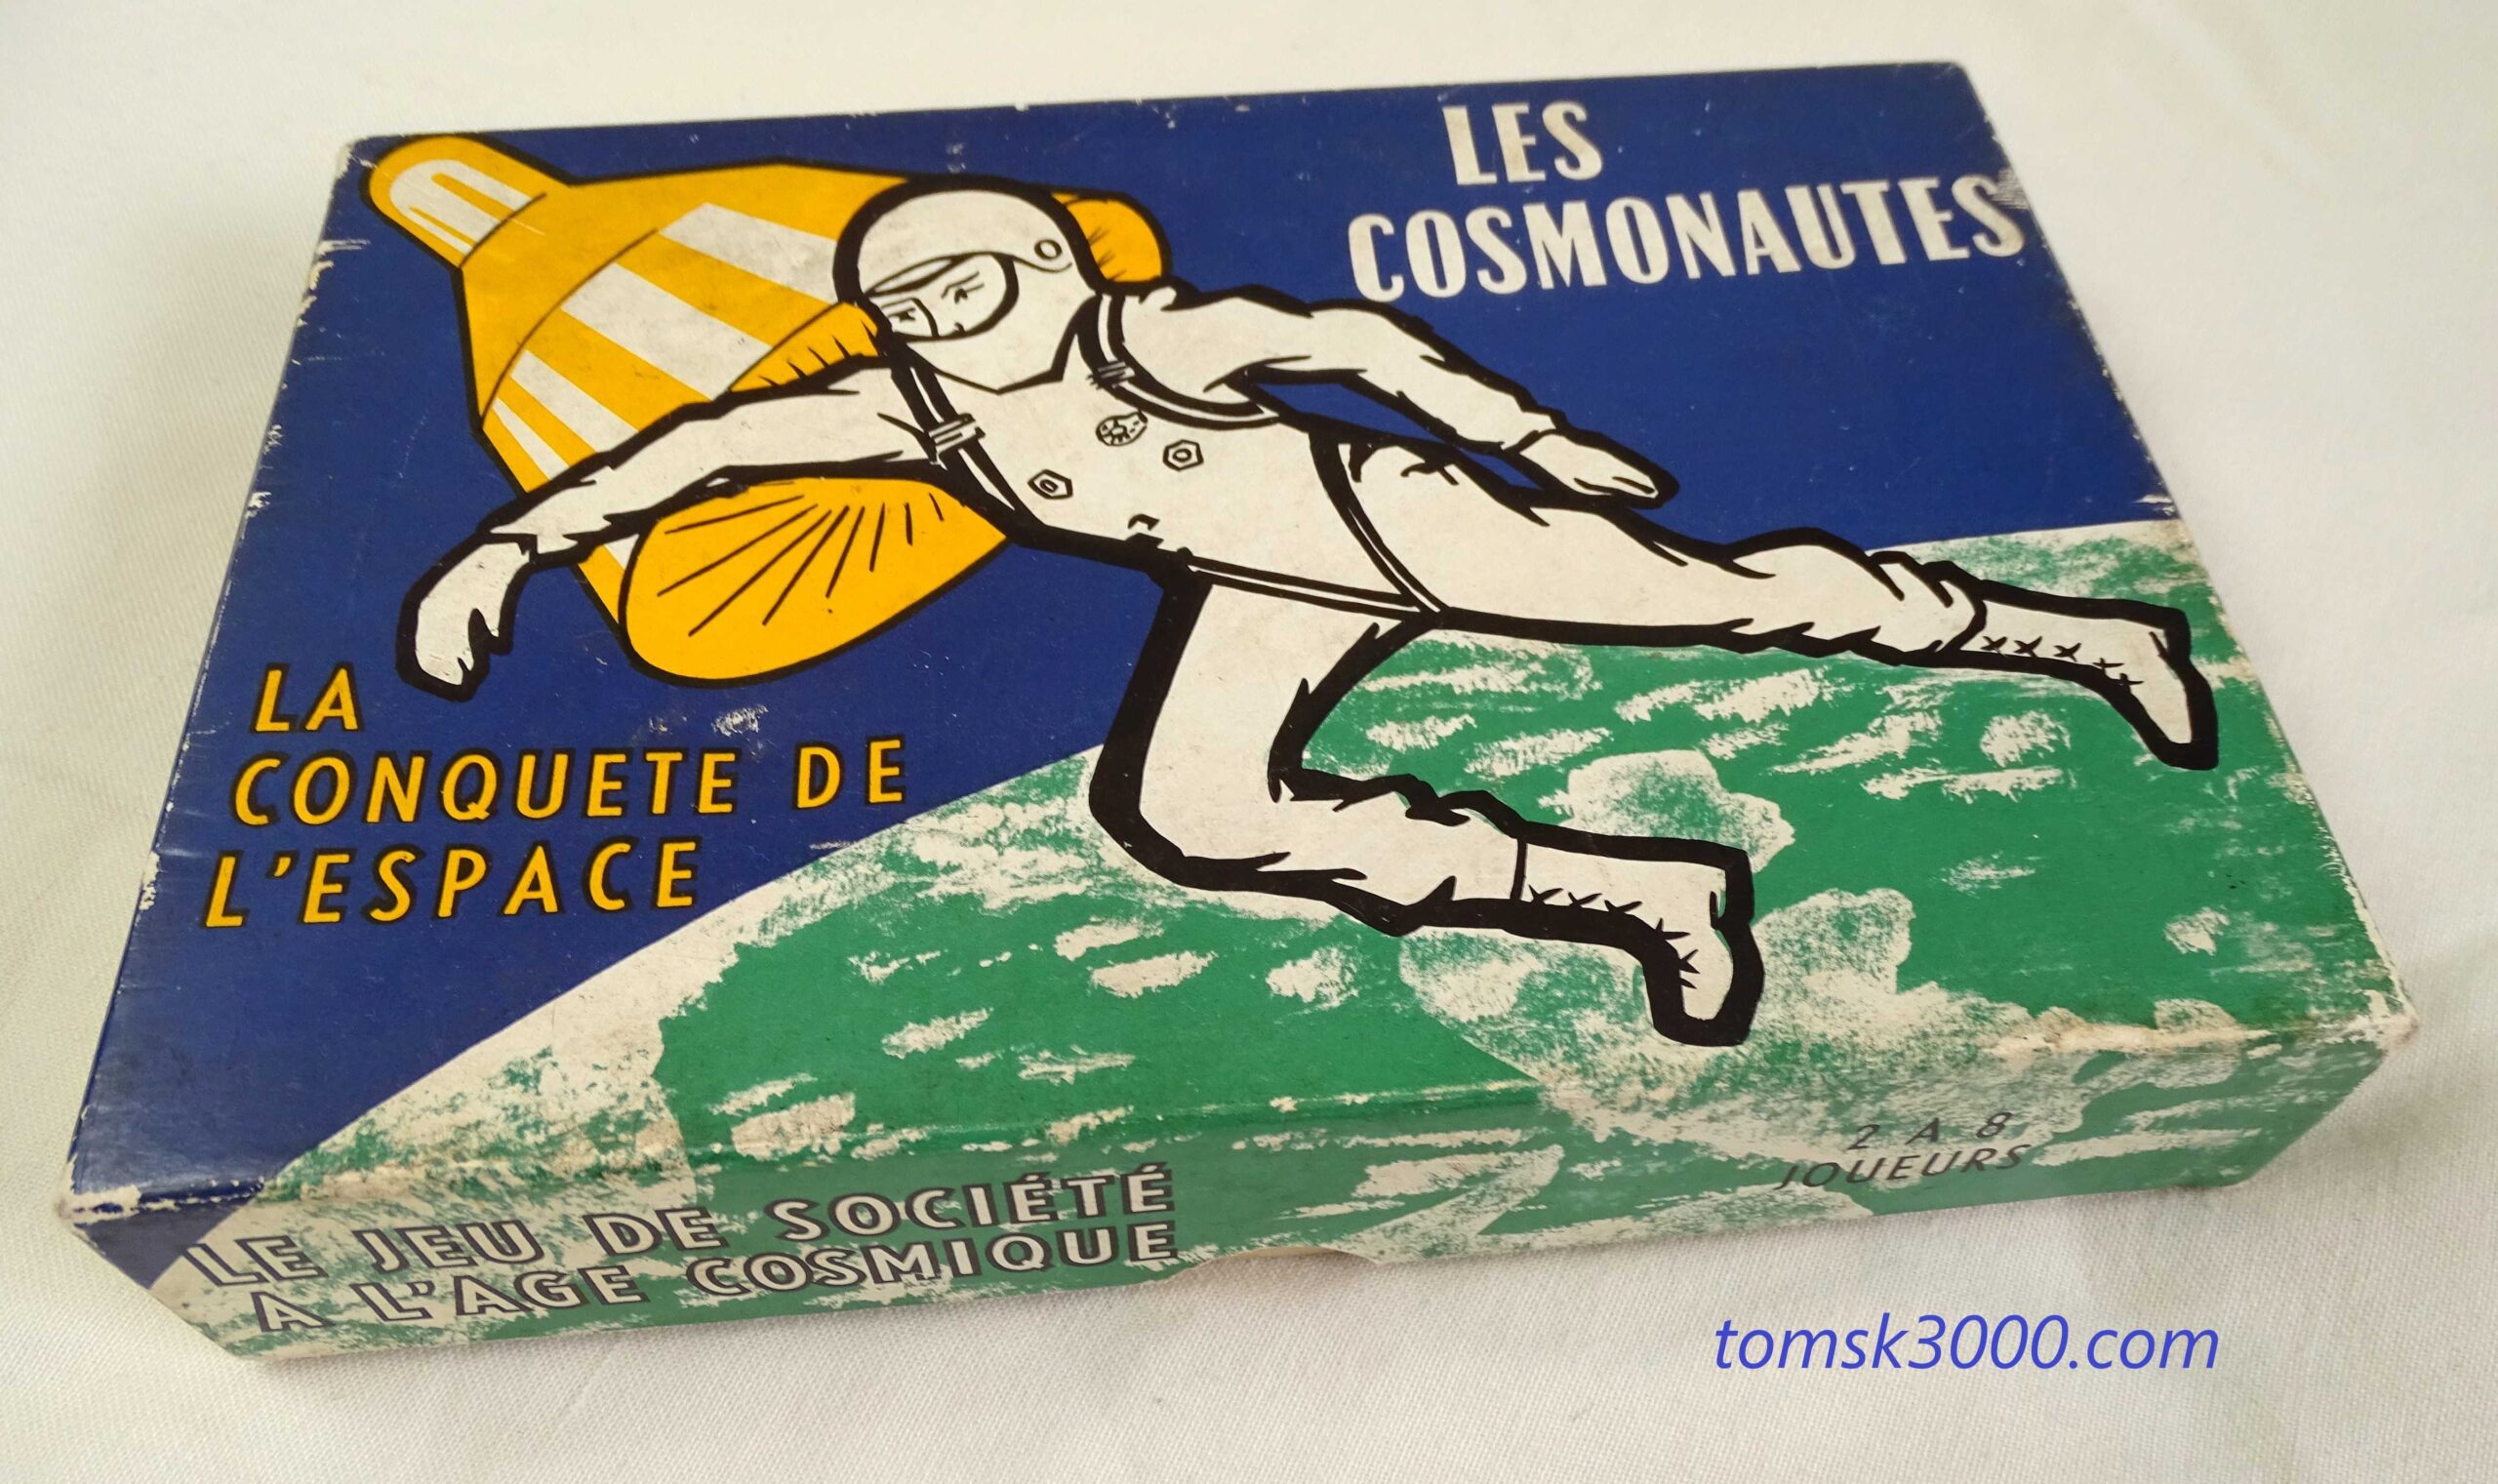 LES
COSMONAUTES
LA
CONQUETE DE
L'ESPACE
LE JEU DE SOCIÉTÉ
A L'AGE COSMIQUE
2 A 8
JOUEURS
tomsk3000.com